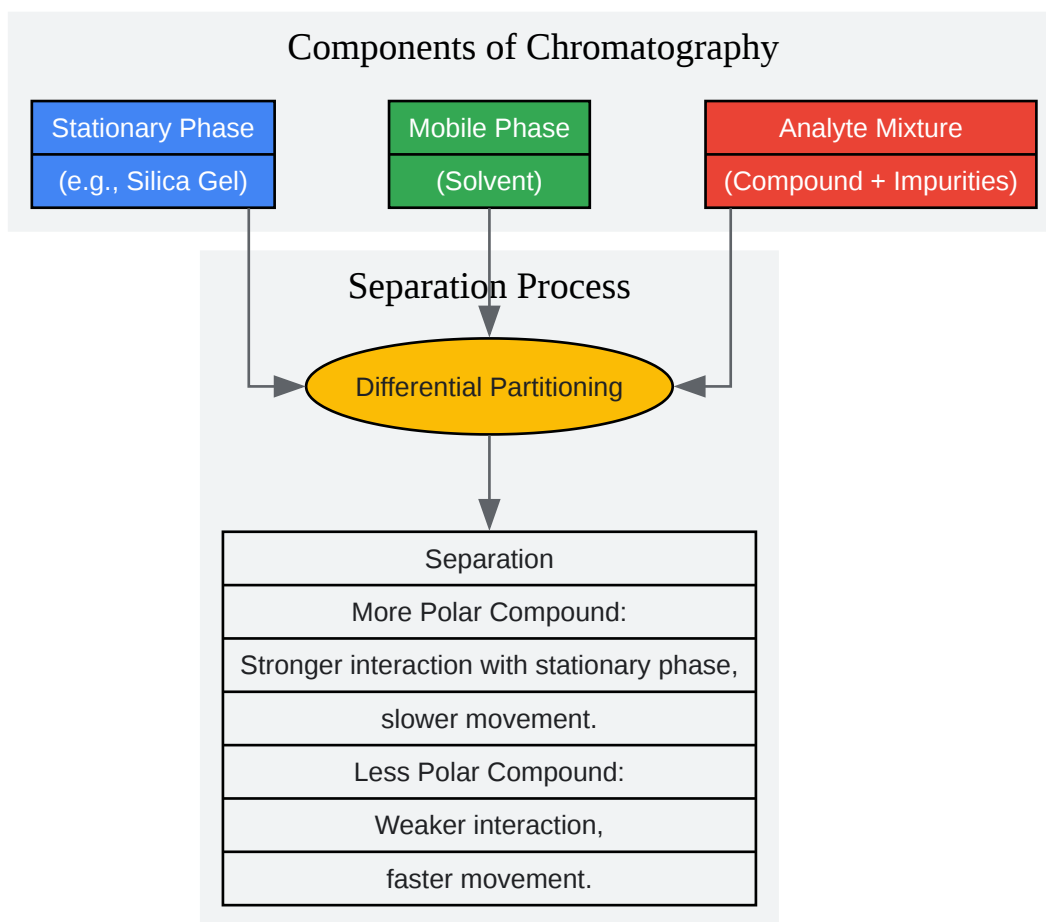 Components of Chromatography
Stationary Phase
(e.g., Silica Gel)
Mobile Phase
(Solvent)
Analyte Mixture
(Compound + Impurities)
Separation Process
Differential Partitioning
Separation
More Polar Compound:
Stronger interaction with stationary phase,
slower movement.
Less Polar Compound:
Weaker interaction,
faster movement.